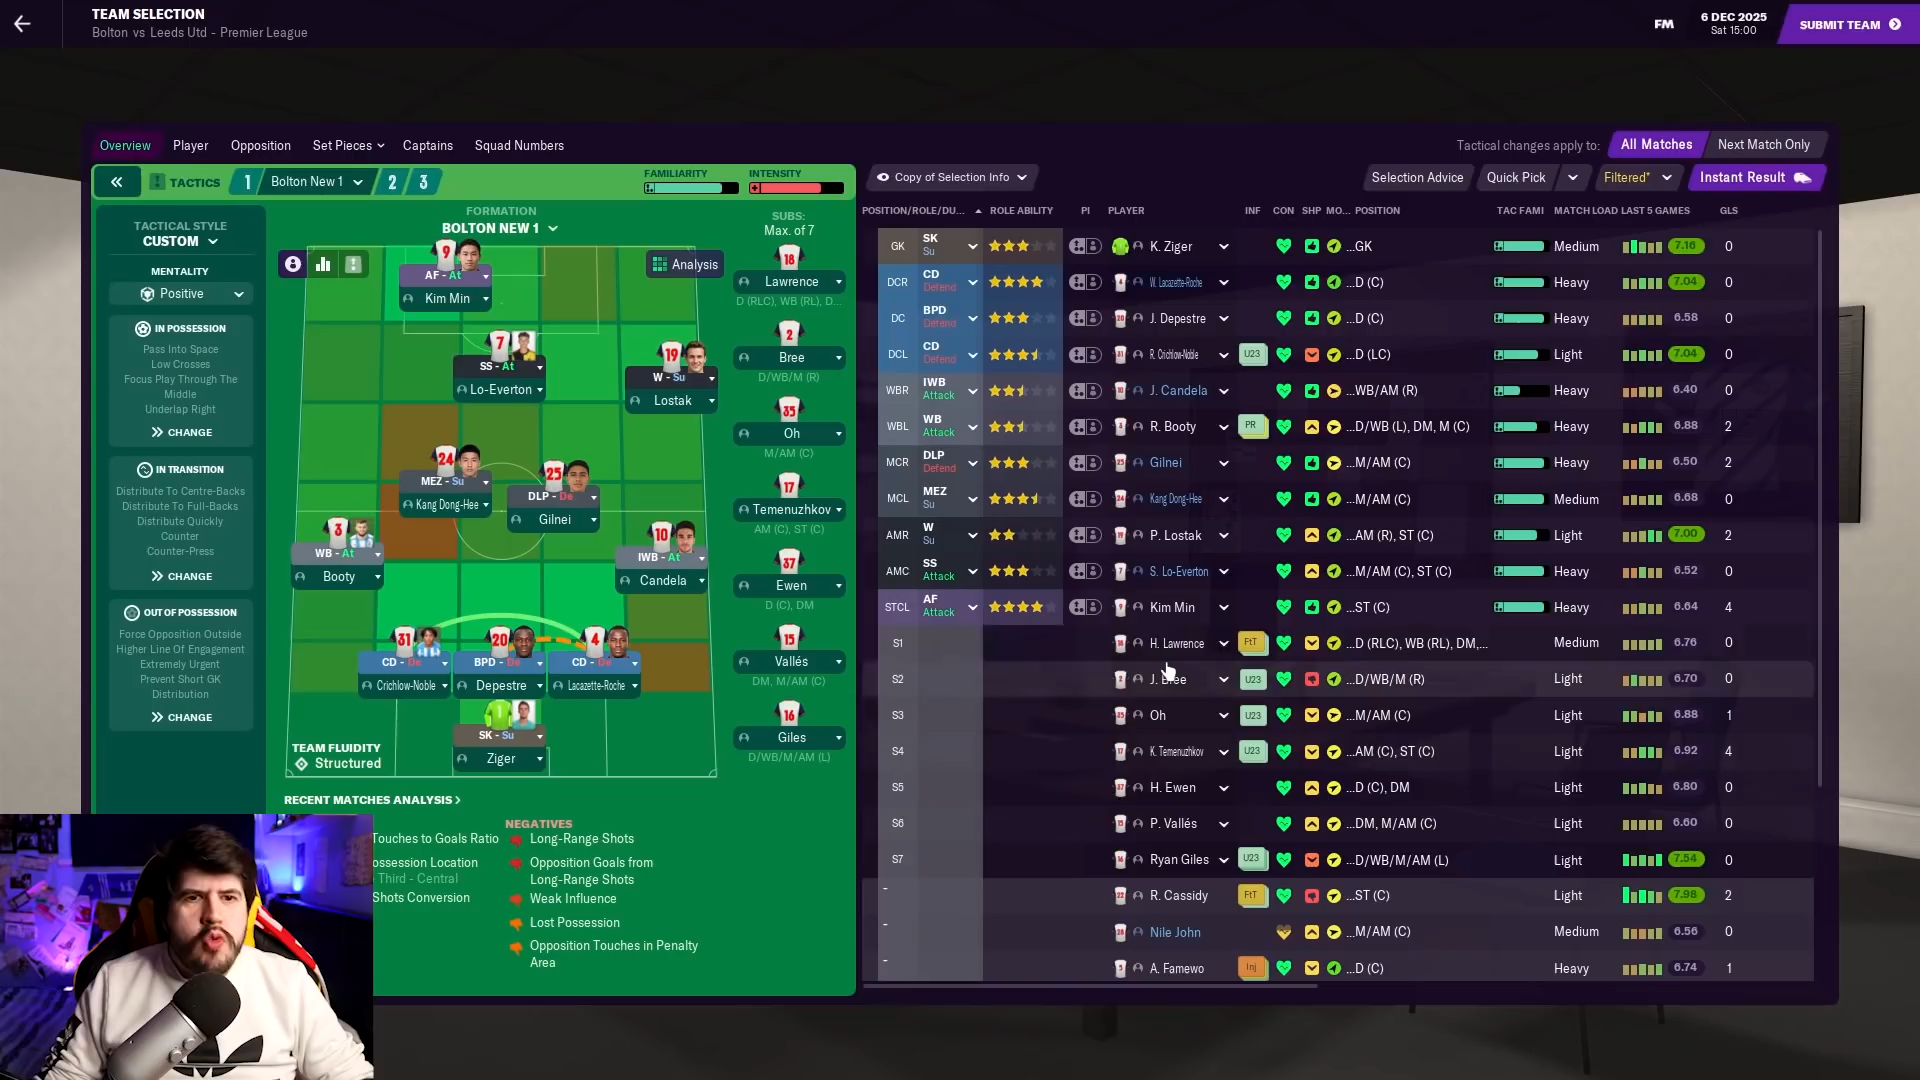 TEAM SELECTION
Bolton vs Leeds Utd - Premier League
FM
6 DEC 2025
Sat 15:00
SUBMIT TEAM
Overview
Player
Opposition
Set Pieces
Captains
Squad Numbers
Tactical changes apply to:
All Matches
Next Match Only
TACTICS
1
Bolton New 1
2
3
FAMILIARITY
INTENSITY
Copy of Selection Info
Selection Advice
Quick Pick
Filtered*
Instant Result
TACTICAL STYLE
CUSTOM
MENTALITY
Positive
IN POSSESSION
Pass Into Space
Low Crosses
Focus Play Through The
Middle
Underlap Right
CHANGE
IN TRANSITION
Distribute To Centre-Backs
Distribute To Full-Backs
Distribute Quickly
Counter
Counter-Press
CHANGE
OUT OF POSSESSION
Force Opposition Outside
Higher Line Of Engagement
Extremely Urgent
Prevent Short GK
Distribution
CHANGE
FORMATION
BOLTON NEW 1
Analysis
9
AF - At
Kim Min
7
SS - At
Lo-Everton
19
W - Su
Lostak
24
MEZ - Su
Kang Dong-Hee
25
DLP - De
Gilnei
3
WB - At
Booty
10
IWB - At
Candela
31
CD - De
Crichlow-Noble
20
BPD - De
Depestre
4
CD - De
Lacazette-Roche
SK - Su
Ziger
TEAM FLUIDITY
Structured
SUBS:
Max. of 7
18
Lawrence
D (RLC), WB (RL), D...
2
Bree
D/WB/M (R)
35
Oh
M/AM (C)
17
Temenuzhkov
AM (C), ST (C)
37
Ewen
D (C), DM
15
Vallés
DM, M/AM (C)
16
Giles
D/WB/M/AM (L)
RECENT MATCHES ANALYSIS
Touches to Goals Ratio
ossession Location
Third - Central
Shots Conversion
NEGATIVES
Long-Range Shots
Opposition Goals from
Long-Range Shots
Weak Influence
Lost Possession
Opposition Touches in Penalty
Area
POSITION/ROLE/DU... ROLE ABILITY PI PLAYER INF CON SHP MO... POSITION TAC FAMI MATCH LOAD LAST 5 GAMES GLS
GK SK Su K. Ziger ...GK Medium 7.16 0
DCR CD Defend W. Lacazette-Roche ...D (C) Heavy 7.04 0
DC BPD Defend J. Depestre ...D (C) Heavy 6.58 0
DCL CD Defend R. Crichlow-Noble U23 ...D (LC) Light 7.04 0
WBR IWB Attack J. Candela ...WB/AM (R) Heavy 6.40 0
WBL WB Attack R. Booty PR ...D/WB (L), DM, M (C) Heavy 6.88 2
MCR DLP Defend Gilnei ...M/AM (C) Heavy 6.50 2
MCL MEZ Su Kang Dong-Hee ...M/AM (C) Medium 6.68 0
AMR W Su P. Lostak ...AM (R), ST (C) Light 7.00 2
AMC SS Attack S. Lo-Everton ...M/AM (C), ST (C) Heavy 6.52 0
STCL AF Attack Kim Min ...ST (C) Heavy 6.64 4
S1 H. Lawrence FtT ...D (RLC), WB (RL), DM,... Medium 6.76 0
S2 J. Bree U23 ...D/WB/M (R) Light 6.70 0
S3 Oh U23 ...M/AM (C) Light 6.88 1
S4 K. Temenuzhkov U23 ...AM (C), ST (C) Light 6.92 4
S5 H. Ewen ...D (C), DM Light 6.80 0
S6 P. Vallés ...DM, M/AM (C) Light 6.60 0
S7 Ryan Giles U23 ...D/WB/M/AM (L) Light 7.54 0
- R. Cassidy FtT ...ST (C) Light 7.98 2
- Nile John ...M/AM (C) Medium 6.56 0
- A. Famewo Inj ...D (C) Heavy 6.74 1